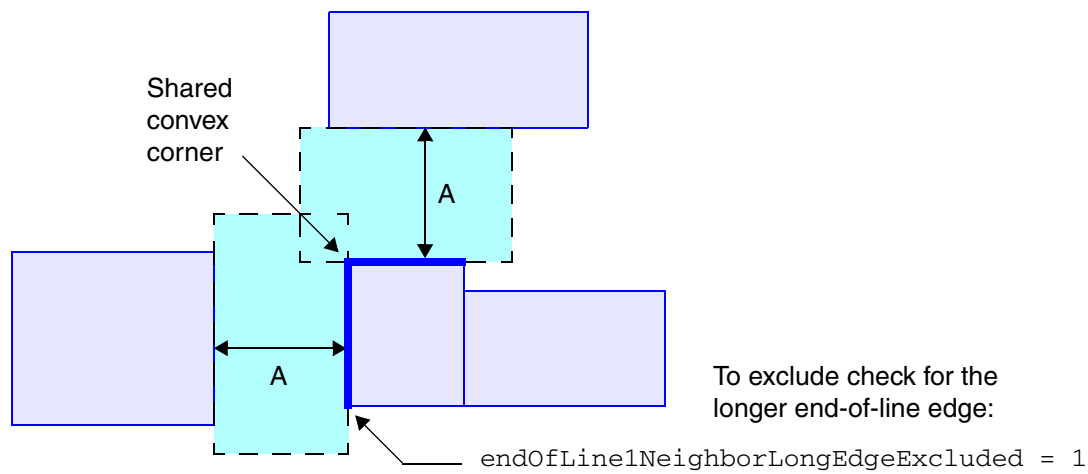 Shared
convex
corner
A
A
To exclude check for the
longer end-of-line edge:
endOfLine1NeighborLongEdgeExcluded = 1